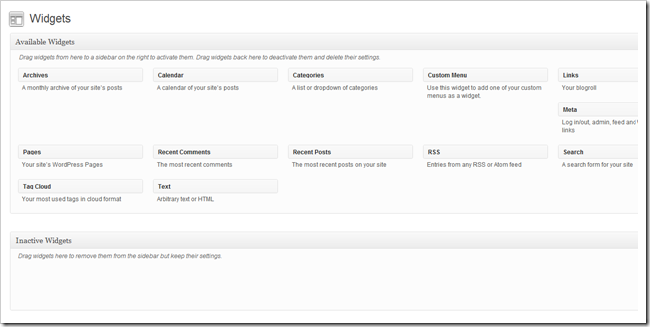 Widgets
Available Widgets
Drag widgets from here to a sidebar on the right to activate them. Drag widgets back here to deactivate them and delete their settings.
Archives
A monthly archive of your site's posts
Calendar
A calendar of your site's posts
Categories
A list or dropdown of categories
Custom Menu
Use this widget to add one of your custom
menus as a widget.
Links
Your blogroll
Meta
Log in/out, admin, feed and
links
Pages
Your site's WordPress Pages
Recent Comments
The most recent comments
Recent Posts
The most recent posts on your site
RSS
Entries from any RSS or Atom feed
Search
A search form for your site
Tag Cloud
Your most used tags in cloud format
Text
Arbitrary text or HTML
Inactive Widgets
Drag widgets here to remove them from the sidebar but keep their settings.